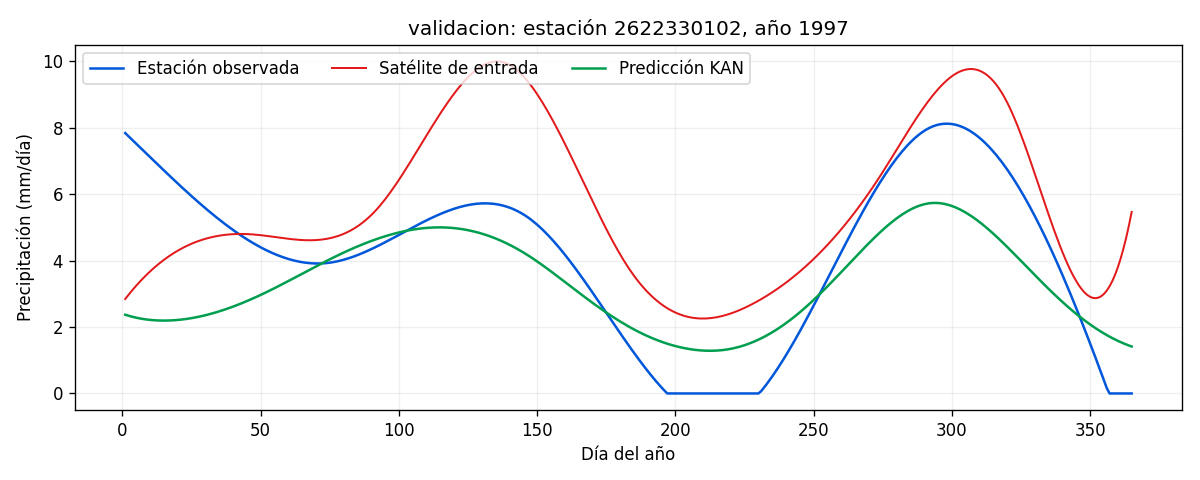 validacion: estación 2622330102, año 1997
Estación observada Satélite de entrada Predicción KAN
Precipitación (mm/día)
10
8
6
4
2
0
0 50 100 150 200 250 300 350
Día del año